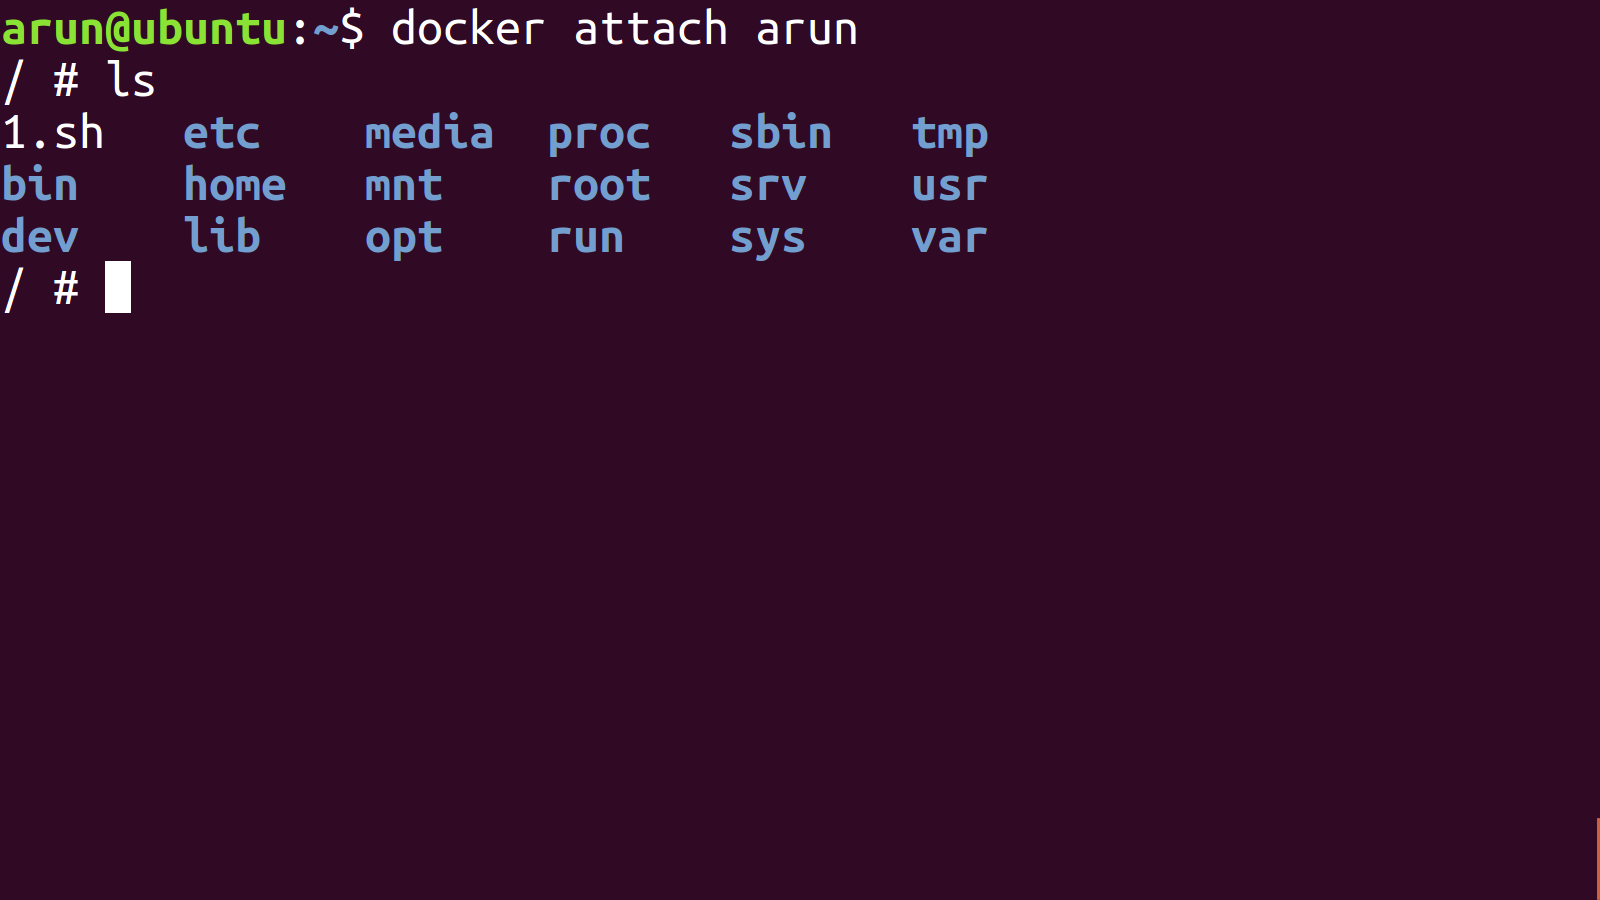 arun@ubuntu:~$ docker attach arun
/ # ls
1.sh   etc    media  proc   sbin   tmp
bin    home   mnt    root   srv    usr
dev    lib    opt    run    sys    var
/ #